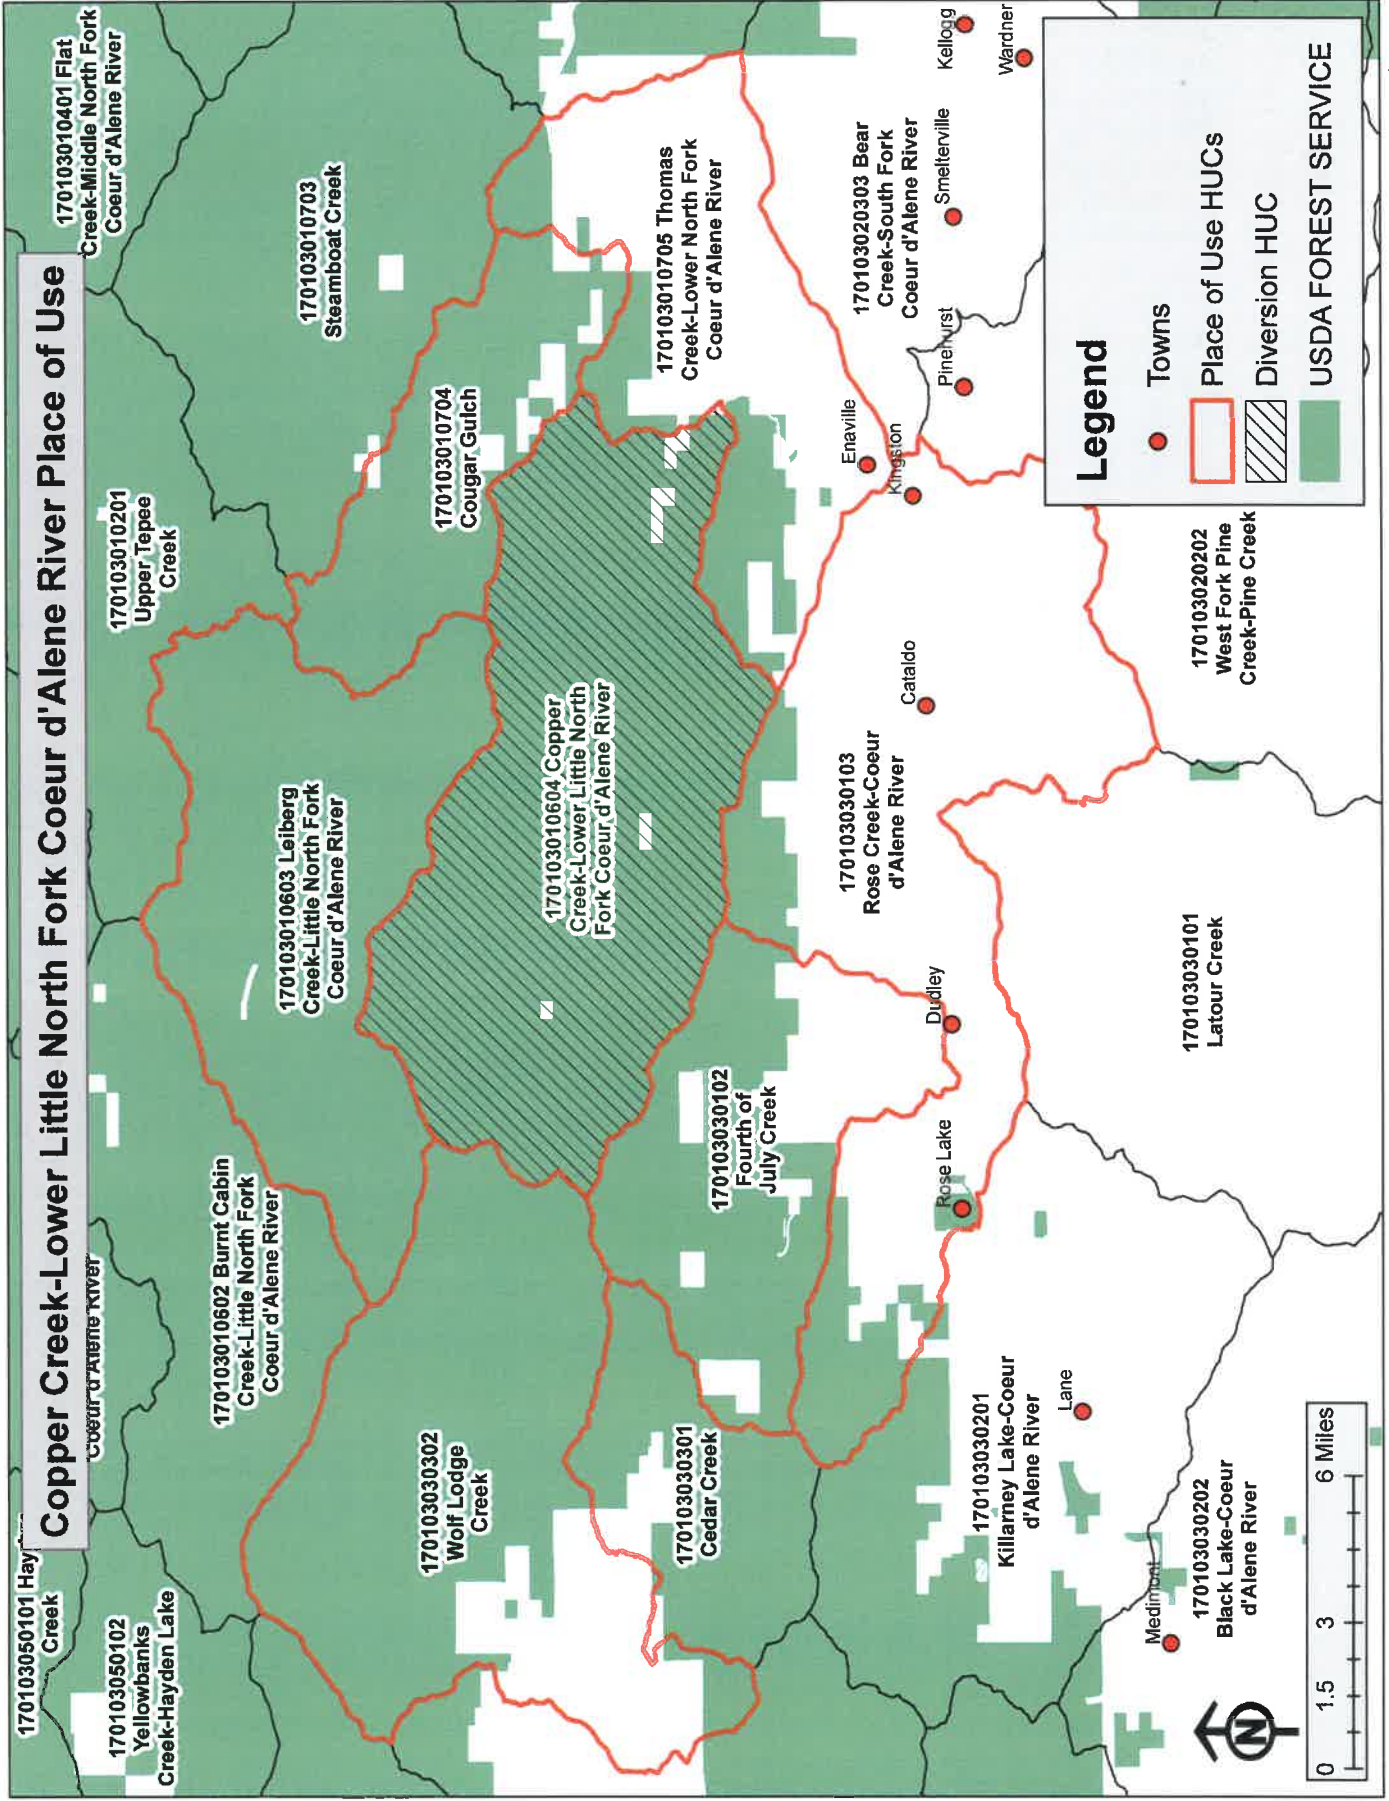 Copper Creek-Lower Little North Fork Coeur d'Alene River Place of Use
170103050101 Hay
Creek
170103050102
Yellowbanks
Creek-Hayden Lake
Coeur d'Alene River
170103010602 Burnt Cabin
Creek-Little North Fork
Coeur d'Alene River
170103010201
Upper Tepee
Creek
170103010401 Flat
Creek-Middle North Fork
Coeur d'Alene River
170103010703
Steamboat Creek
170103010603 Leiberg
Creek-Little North Fork
Coeur d'Alene River
170103010704
Cougar Gulch
170103030302
Wolf Lodge
Creek
170103010604 Copper
Creek-Lower Little North
Fork Coeur d'Alene River
170103010705 Thomas
Creek-Lower North Fork
Coeur d'Alene River
170103030301
Cedar Creek
170103030102
Fourth of
July Creek
170103030103
Rose Creek-Coeur
d'Alene River
170103020303 Bear
Creek-South Fork
Coeur d'Alene River
Enaville
Kingston
Cataldo
Dudley
Rose Lake
Pinehurst
Smelterville
Kellogg
Wardner
170103030201
Killarney Lake-Coeur
d'Alene River
Lane
Medimont
170103030202
Black Lake-Coeur
d'Alene River
170103030101
Latour Creek
170103020202
West Fork Pine
Creek-Pine Creek
Legend
Towns
Place of Use HUCs
Diversion HUC
USDA FOREST SERVICE
N
0 1.5 3 6 Miles